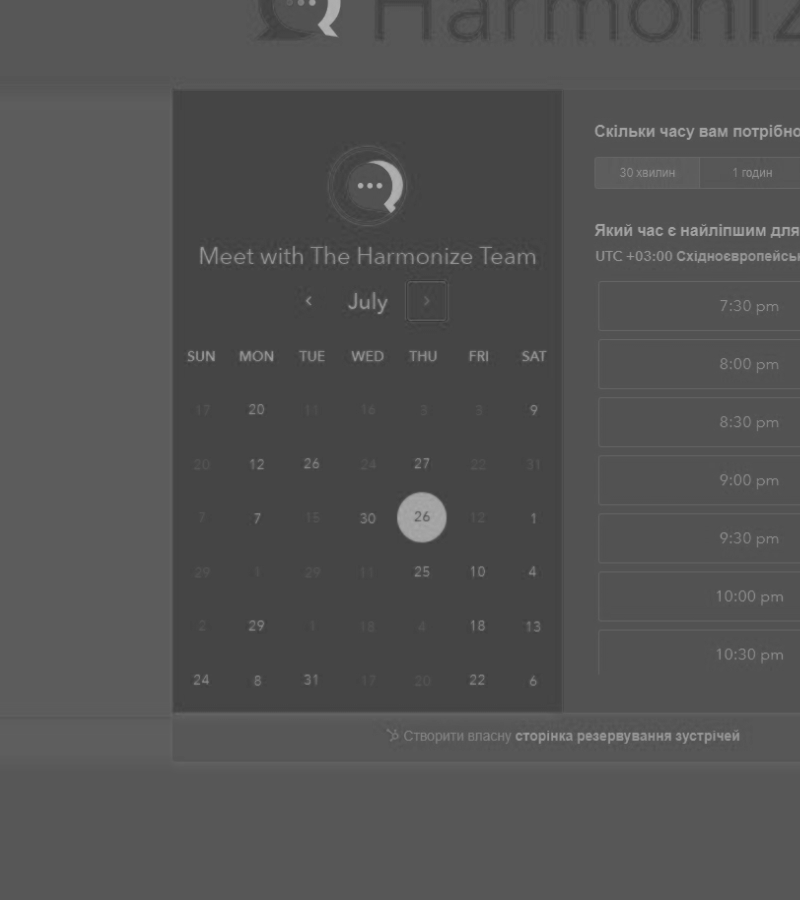 Harmoniz
Скільки часу вам потрібно
30 хвилин 1 годин
Який час є найліпшим для
UTC +03:00 Східноєвропейськ
Meet with The Harmonize Team
July
SUN MON TUE WED THU FRI SAT
17 20 11 16 3 3 9
20 12 26 24 27 22 31
7 7 15 30 26 12 1
29 1 29 11 25 10 4
2 29 1 18 4 18 13
24 8 31 17 20 22 6
7:30 pm
8:00 pm
8:30 pm
9:00 pm
9:30 pm
10:00 pm
10:30 pm
Створити власну сторінка резервування зустрічей